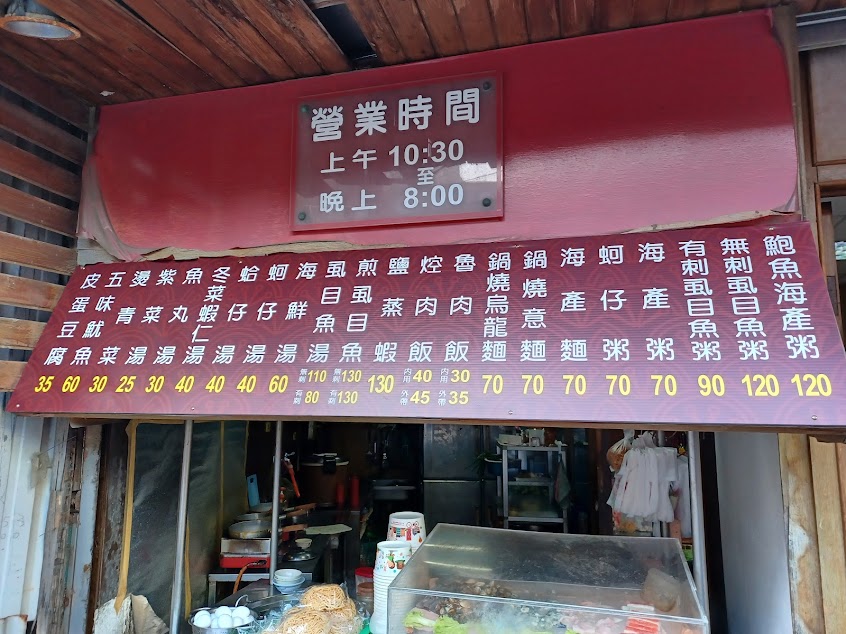 營業時間
上午 10:30
至
晚上 8:00
鮑魚海產粥 120
無刺虱目魚粥 120
有刺虱目魚粥 90
海產粥 70
蚵仔粥 70
海產麵 70
鍋燒意麵 70
鍋燒烏龍麵 70
魯肉飯 內用30 外帶35
焢肉飯 內用40 外帶45
鹽蒸蝦 130
煎虱目魚 無刺130 有刺130
虱目魚湯 無刺110 有刺80
海鮮湯 60
蚵仔湯 40
蛤仔湯 40
冬菜蝦仁湯 40
魚丸湯 30
紫菜湯 25
燙青菜 30
五味魷魚 60
皮蛋豆腐 35